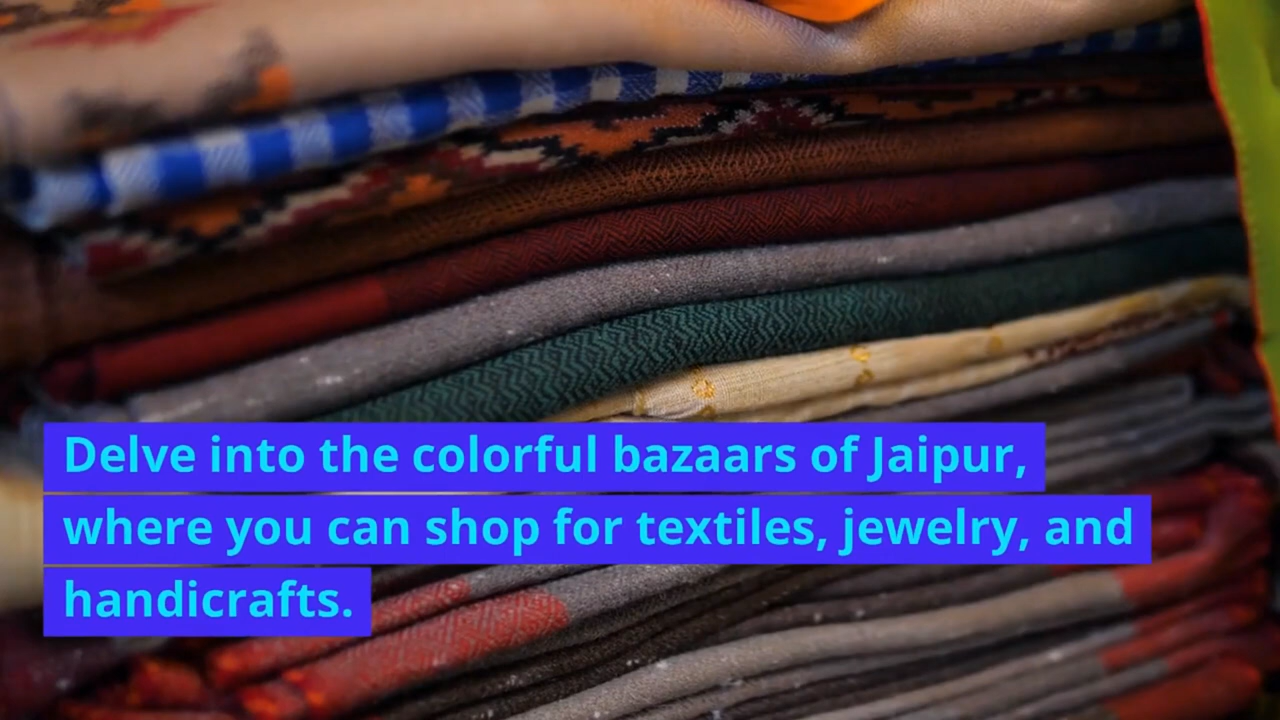 Delve into the colorful bazaars of Jaipur,
where you can shop for textiles, jewelry, and
handicrafts.